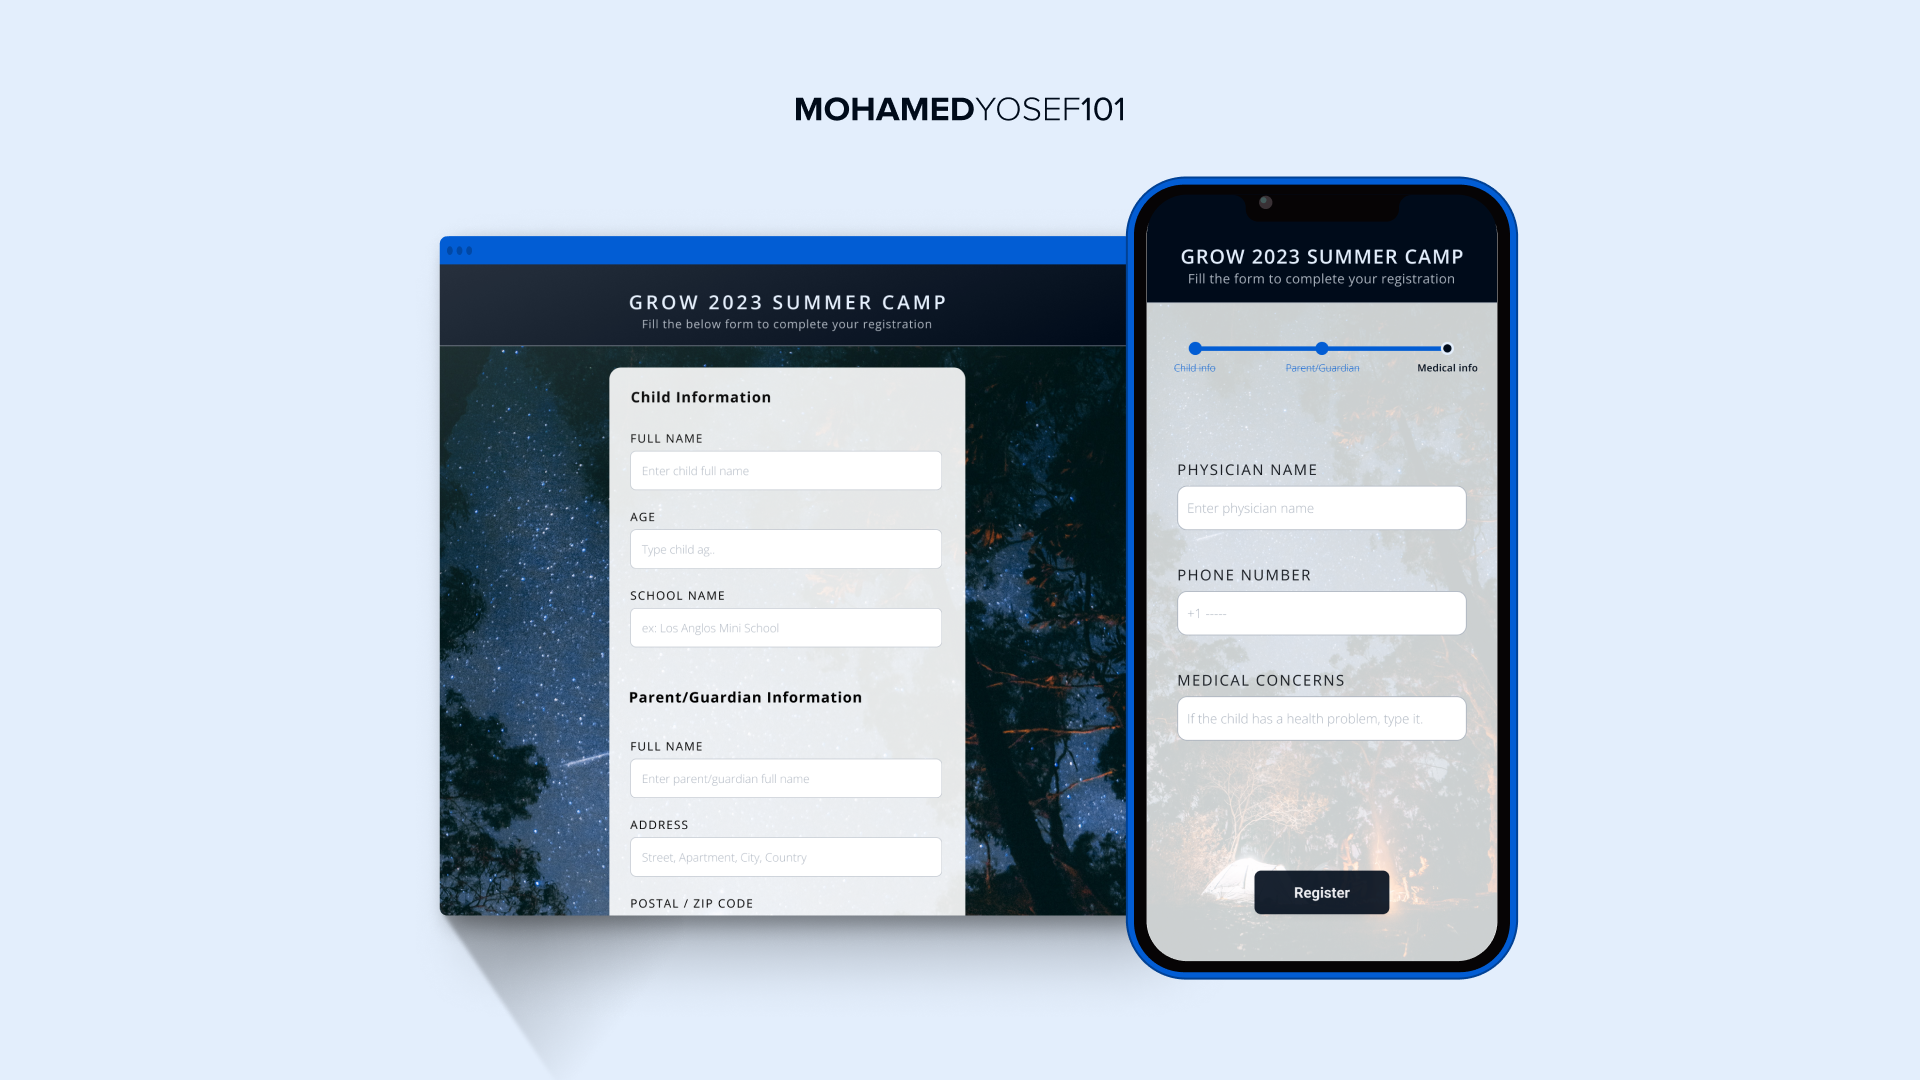 MOHAMEDYOSEF101
GROW 2023 SUMMER CAMP
Fill the below form to complete your registration
Child Information
FULL NAME
Enter child full name
AGE
Type child ag..
SCHOOL NAME
ex: Los Anglos Mini School
Parent/Guardian Information
FULL NAME
Enter parent/guardian full name
ADDRESS
Street, Apartment, City, Country
POSTAL / ZIP CODE
GROW 2023 SUMMER CAMP
Fill the form to complete your registration
Child info
Parent/Guardian
Medical info
PHYSICIAN NAME
Enter physician name
PHONE NUMBER
+1 -----
MEDICAL CONCERNS
If the child has a health problem, type it.
Register